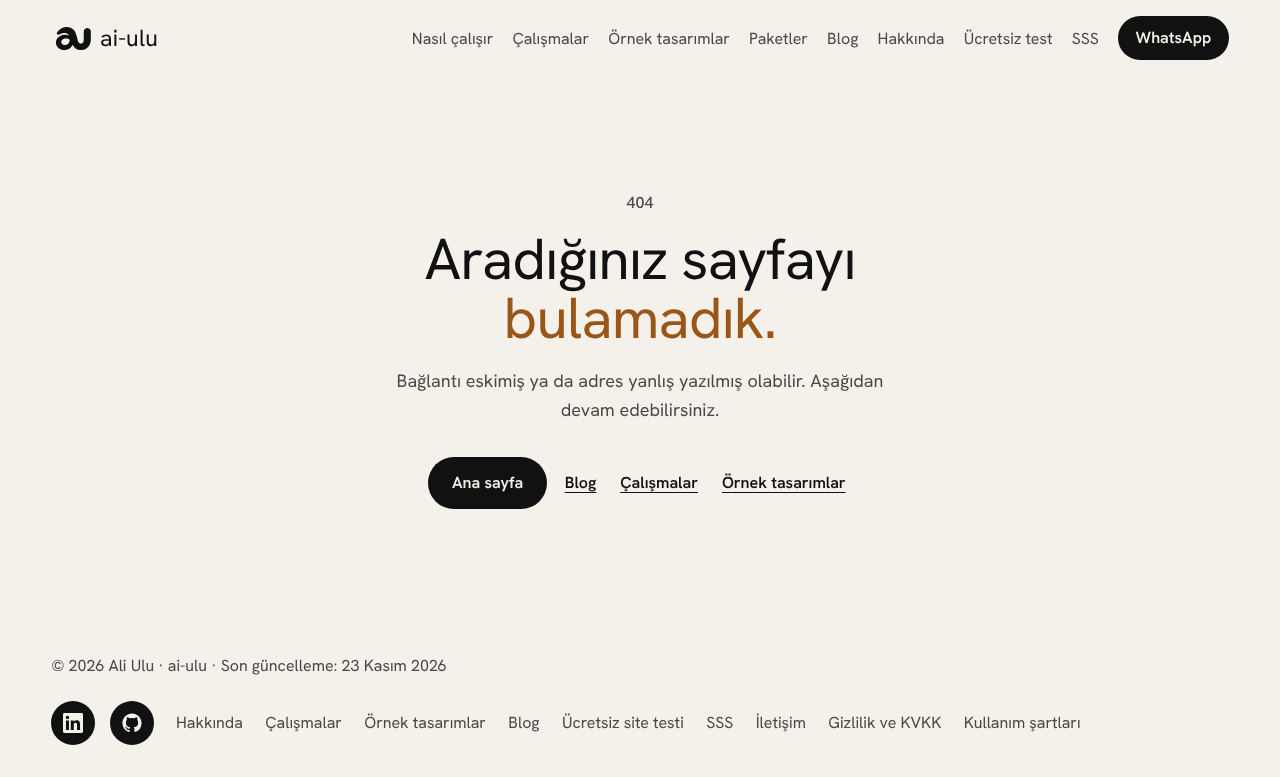 ai-ulu
Nasıl çalışır Çalışmalar Örnek tasarımlar Paketler Blog Hakkında Ücretsiz test SSS WhatsApp
404
Aradığınız sayfayı
bulamadık.
Bağlantı eskimiş ya da adres yanlış yazılmış olabilir. Aşağıdan
devam edebilirsiniz.
Ana sayfa Blog Çalışmalar Örnek tasarımlar
© 2026 Ali Ulu · ai-ulu · Son güncelleme: 23 Kasım 2026
Hakkında Çalışmalar Örnek tasarımlar Blog Ücretsiz site testi SSS İletişim Gizlilik ve KVKK Kullanım şartları